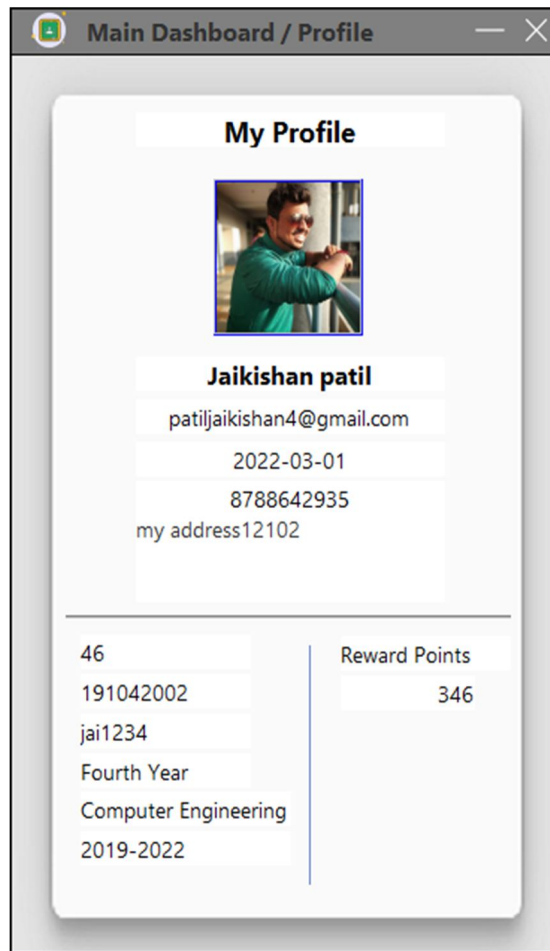 Main Dashboard / Profile
My Profile
Jaikishan patil
patiljaikishan4@gmail.com
2022-03-01
8788642935
my address12102
46
191042002
jai1234
Fourth Year
Computer Engineering
2019-2022
Reward Points
346